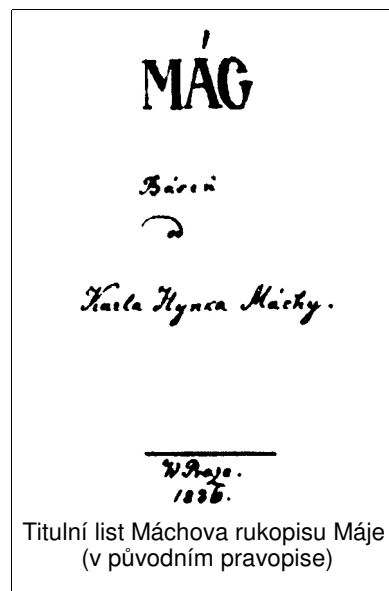 MÁG
Báseň
od
Karla Hynka Máchy.
W Praze.
1836.
Titulní list Máchova rukopisu Máje
(v původním pravopise)